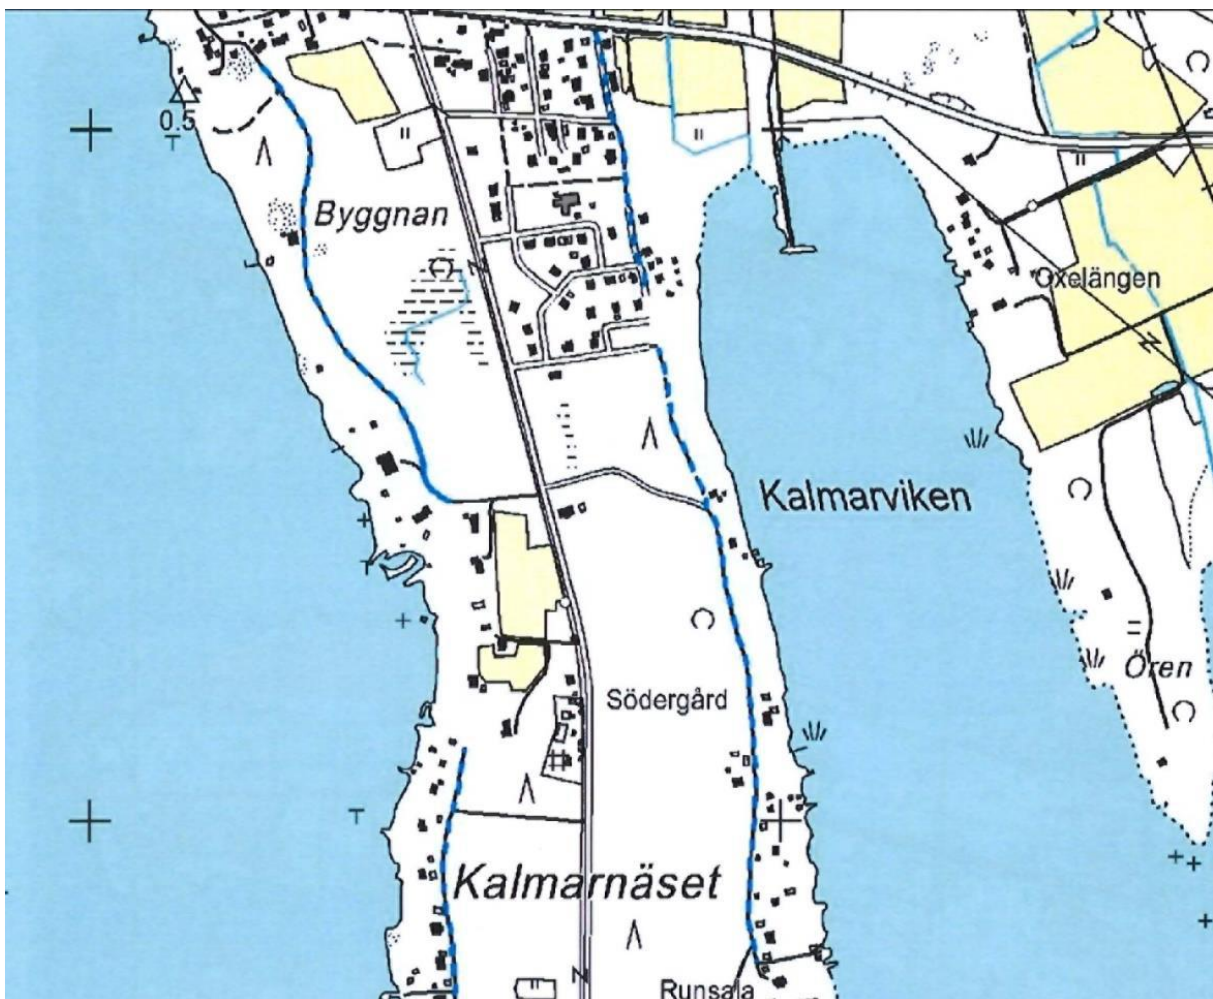 0.5
Byggnan
Oxelängen
Kalmarviken
Ören
Södergård
Kalmarnäset
Runsala